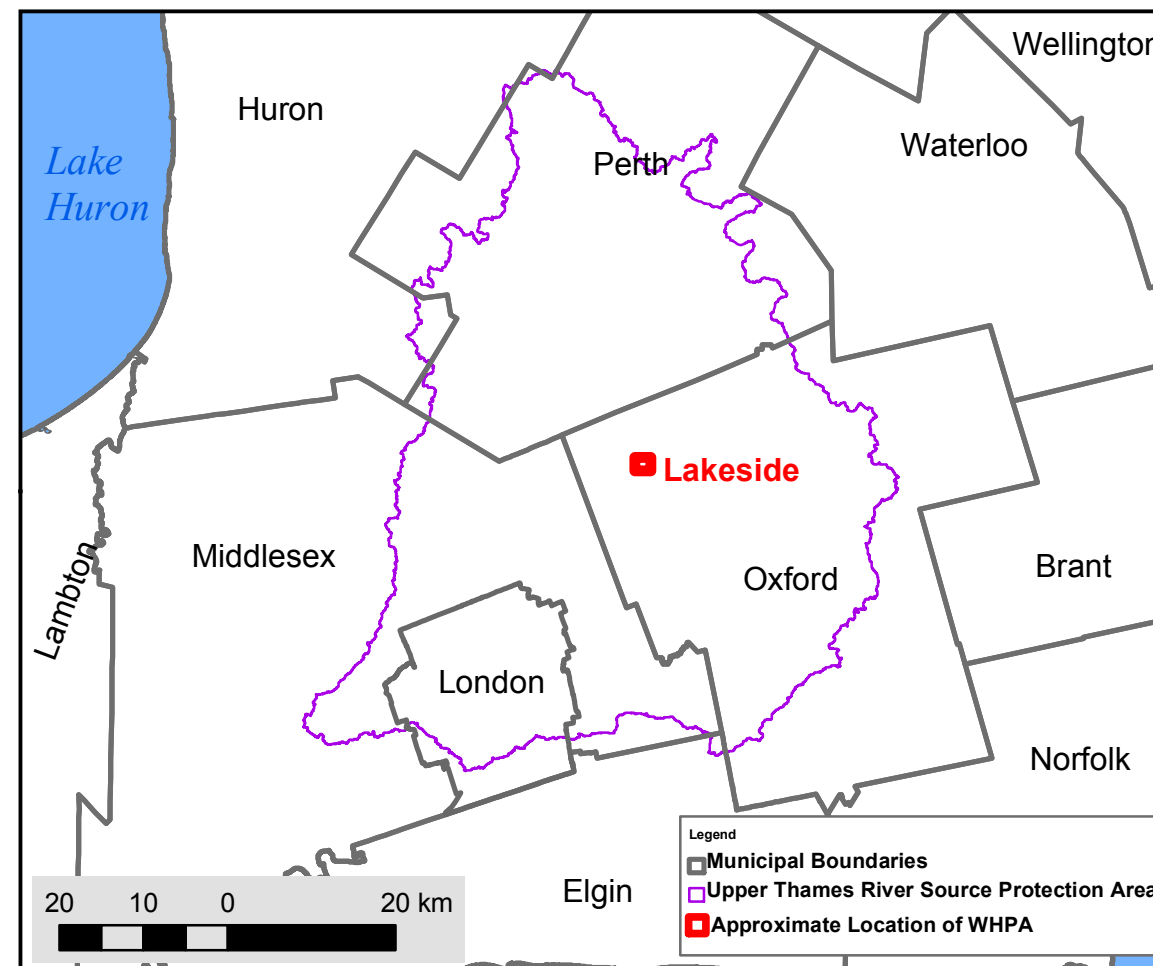 Wellington
Huron
Waterloo
Perth
Lake
Huron
Lakeside
Middlesex
Oxford
Brant
Lambton
London
Norfolk
Elgin
Legend
Municipal Boundaries
Upper Thames River Source Protection Area
Approximate Location of WHPA
20 10 0 20 km